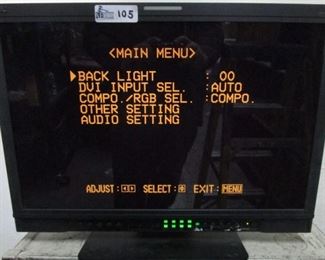 105
<MAIN MENU>
▶BACK LIGHT : 00
DVI INPUT SEL. :AUTO
COMPO./RGB SEL. :COMPO.
OTHER SETTING
AUDIO SETTING
ADJUST: SELECT: EXIT:MENU